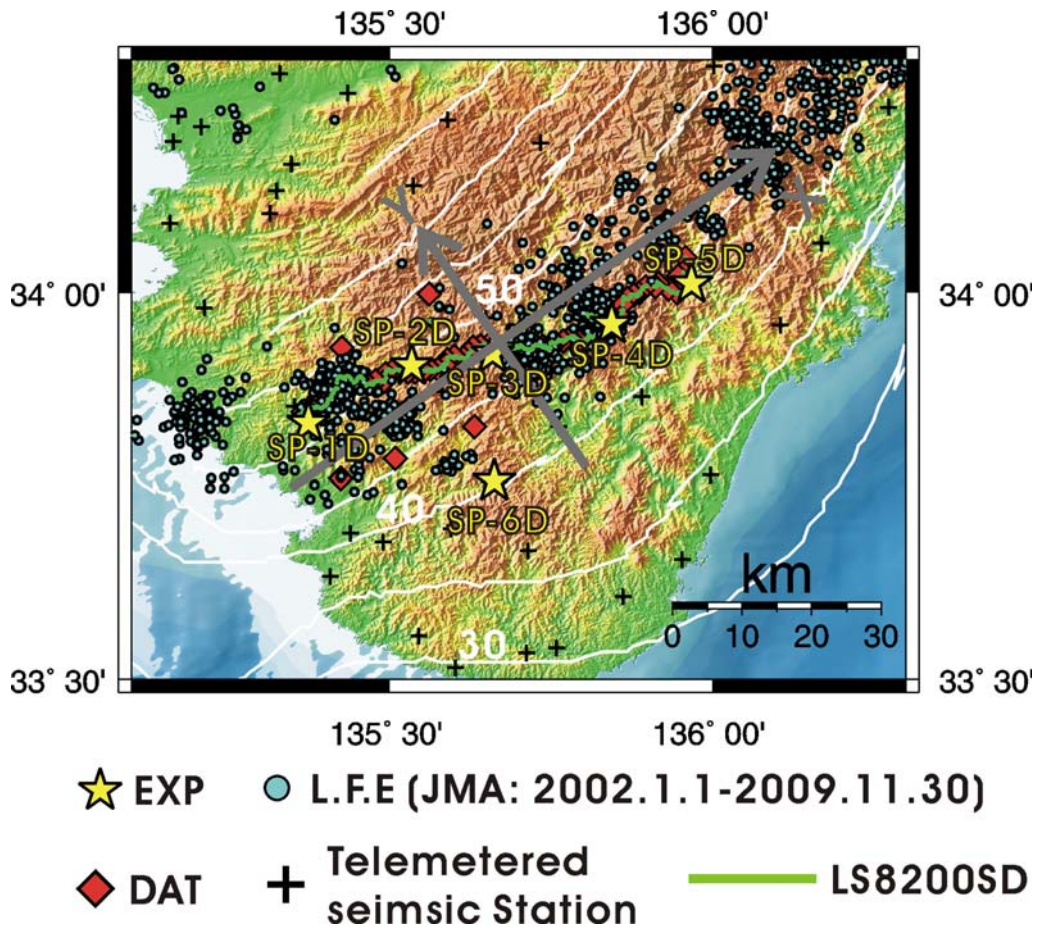 135° 30' 136° 00'
Y
X
SP-5D
34° 00' 50 34° 00'
SP-2D
SP-4D
SP-3D
SP-1D
40
SP-6D
km
0 10 20 30
30
33° 30' 33° 30'
135° 30' 136° 00'
EXP L.F.E (JMA: 2002.1.1-2009.11.30)
DAT Telemetered
seimsic Station LS8200SD